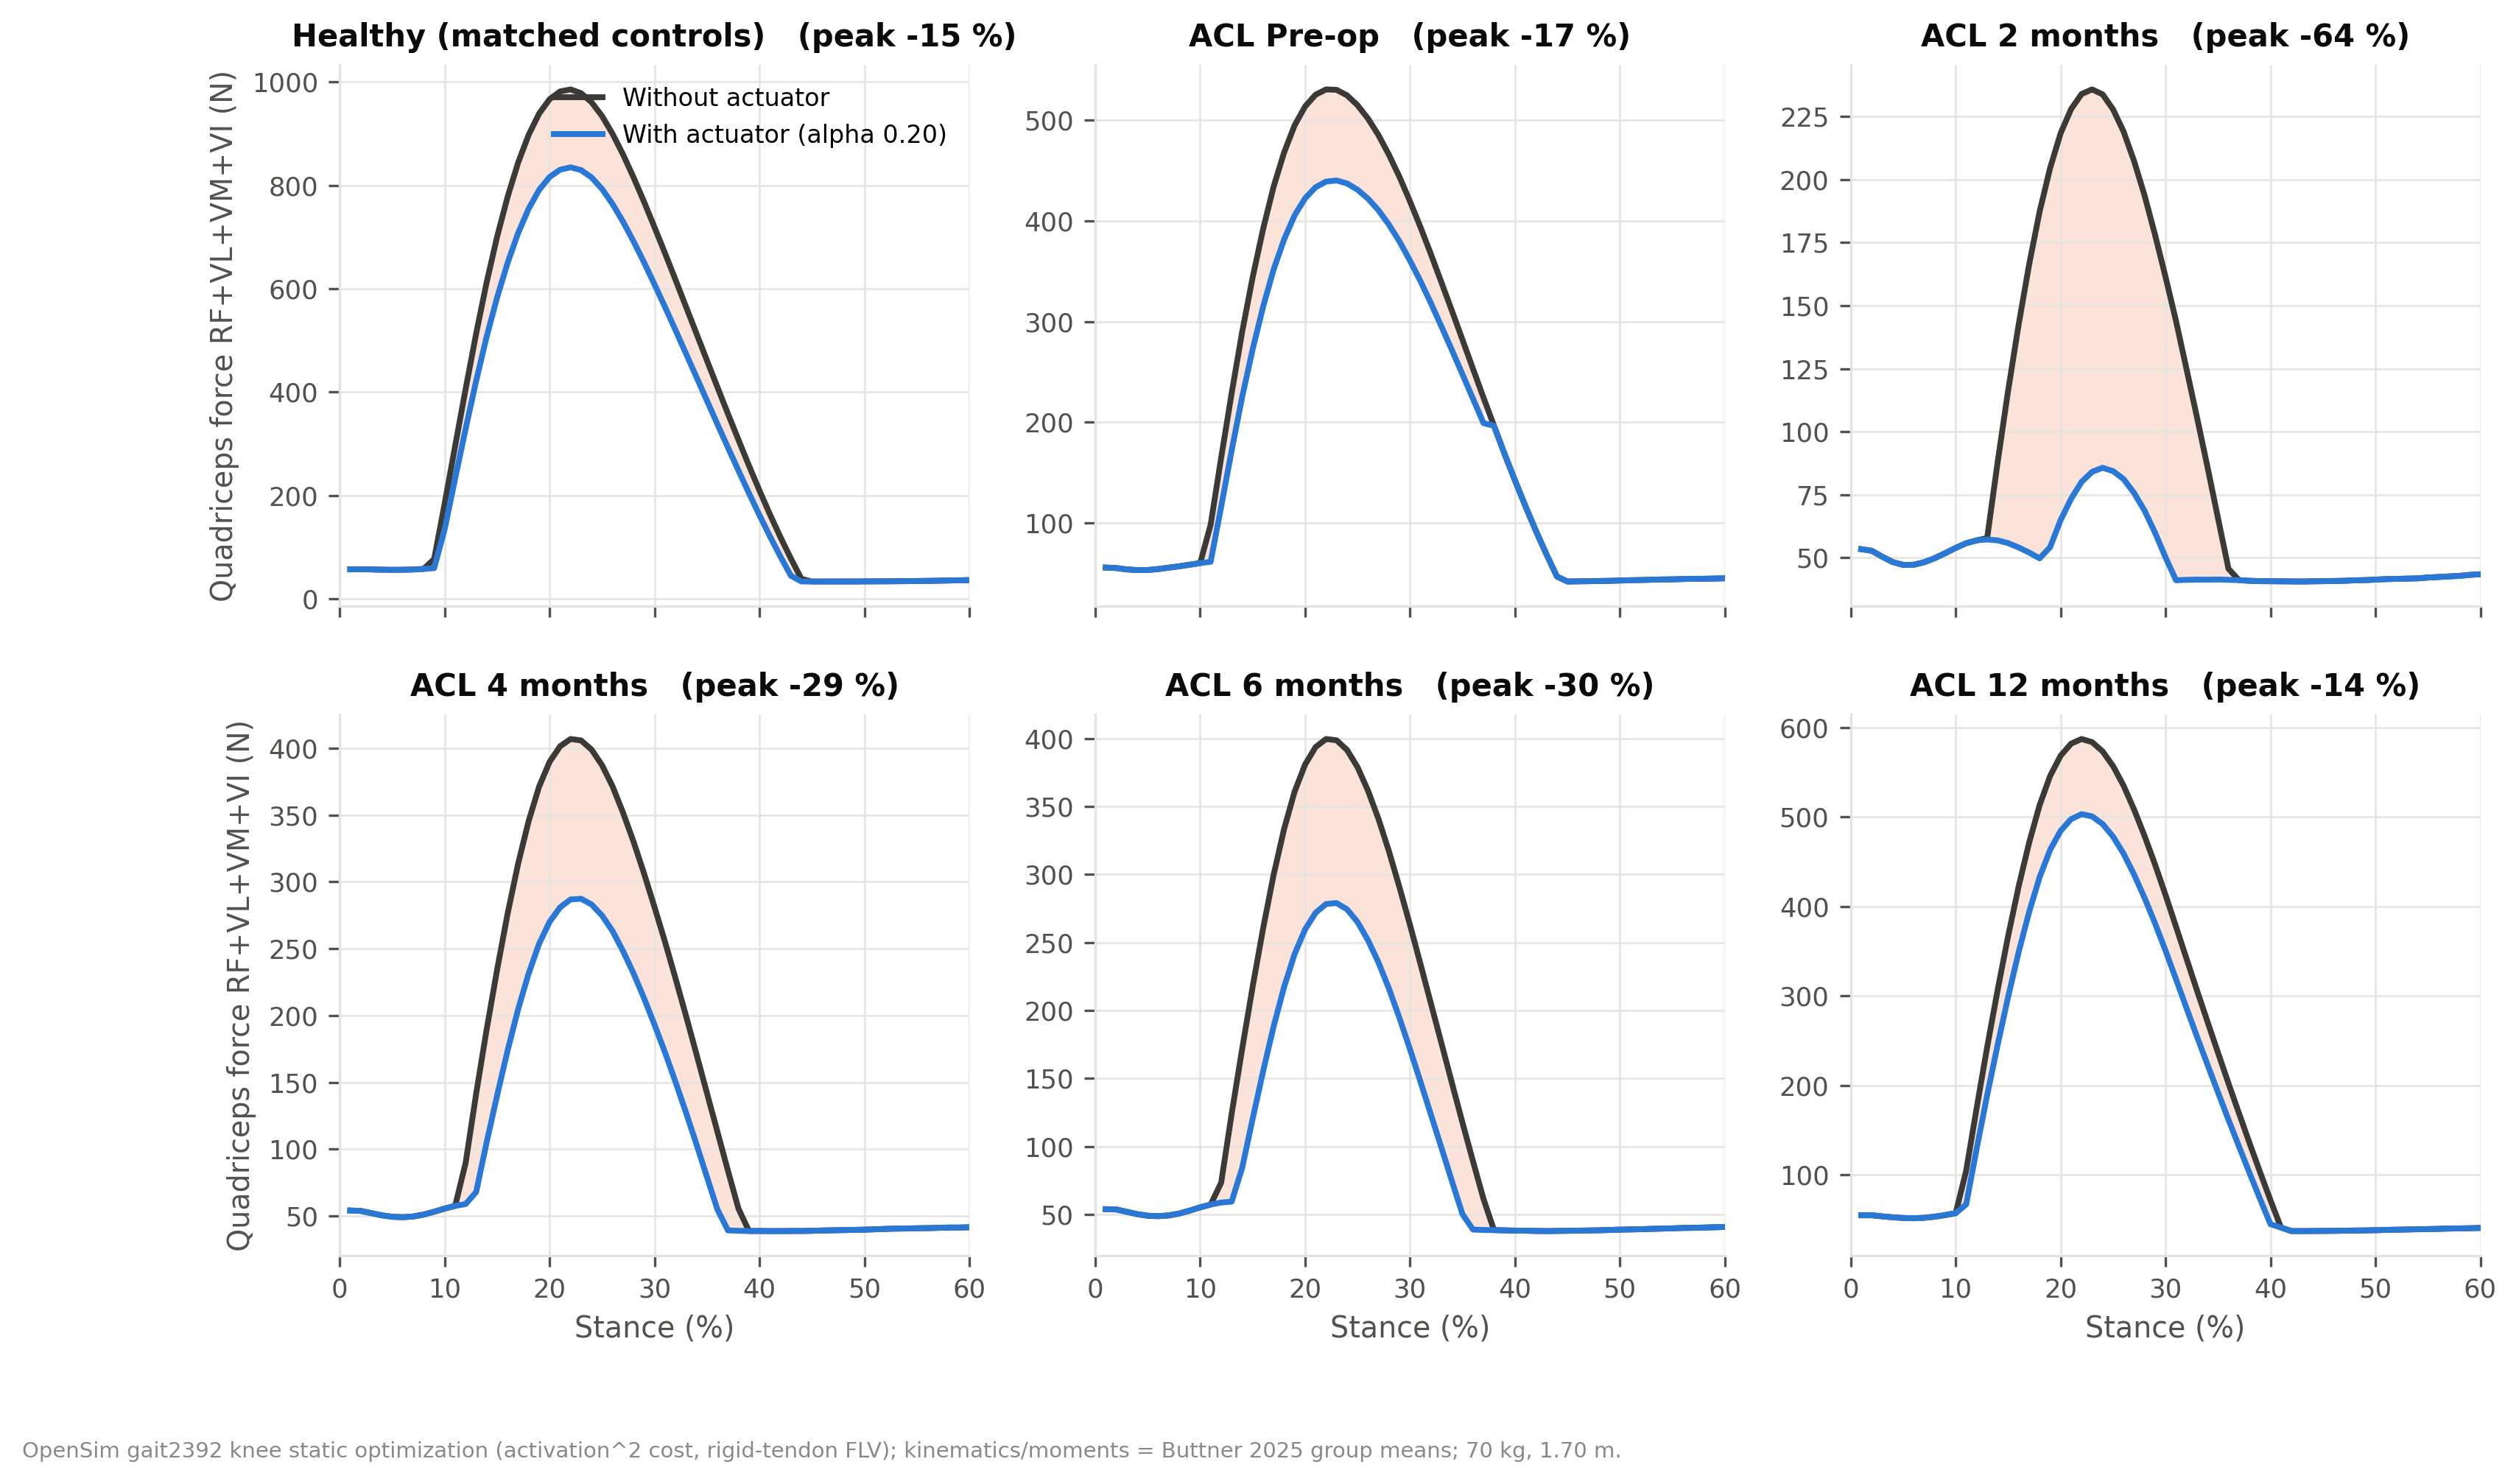 Healthy (matched controls)   (peak -15 %)
ACL Pre-op   (peak -17 %)
ACL 2 months   (peak -64 %)
Quadriceps force RF+VL+VM+VI (N)
1000
800
600
400
200
0
Without actuator
With actuator (alpha 0.20)
500
400
300
200
100
225
200
175
150
125
100
75
50
ACL 4 months   (peak -29 %)
ACL 6 months   (peak -30 %)
ACL 12 months   (peak -14 %)
Quadriceps force RF+VL+VM+VI (N)
400
350
300
250
200
150
100
50
0 10 20 30 40 50 60
Stance (%)
400
350
300
250
200
150
100
50
0 10 20 30 40 50 60
Stance (%)
600
500
400
300
200
100
0 10 20 30 40 50 60
Stance (%)
OpenSim gait2392 knee static optimization (activation^2 cost, rigid-tendon FLV); kinematics/moments = Buttner 2025 group means; 70 kg, 1.70 m.